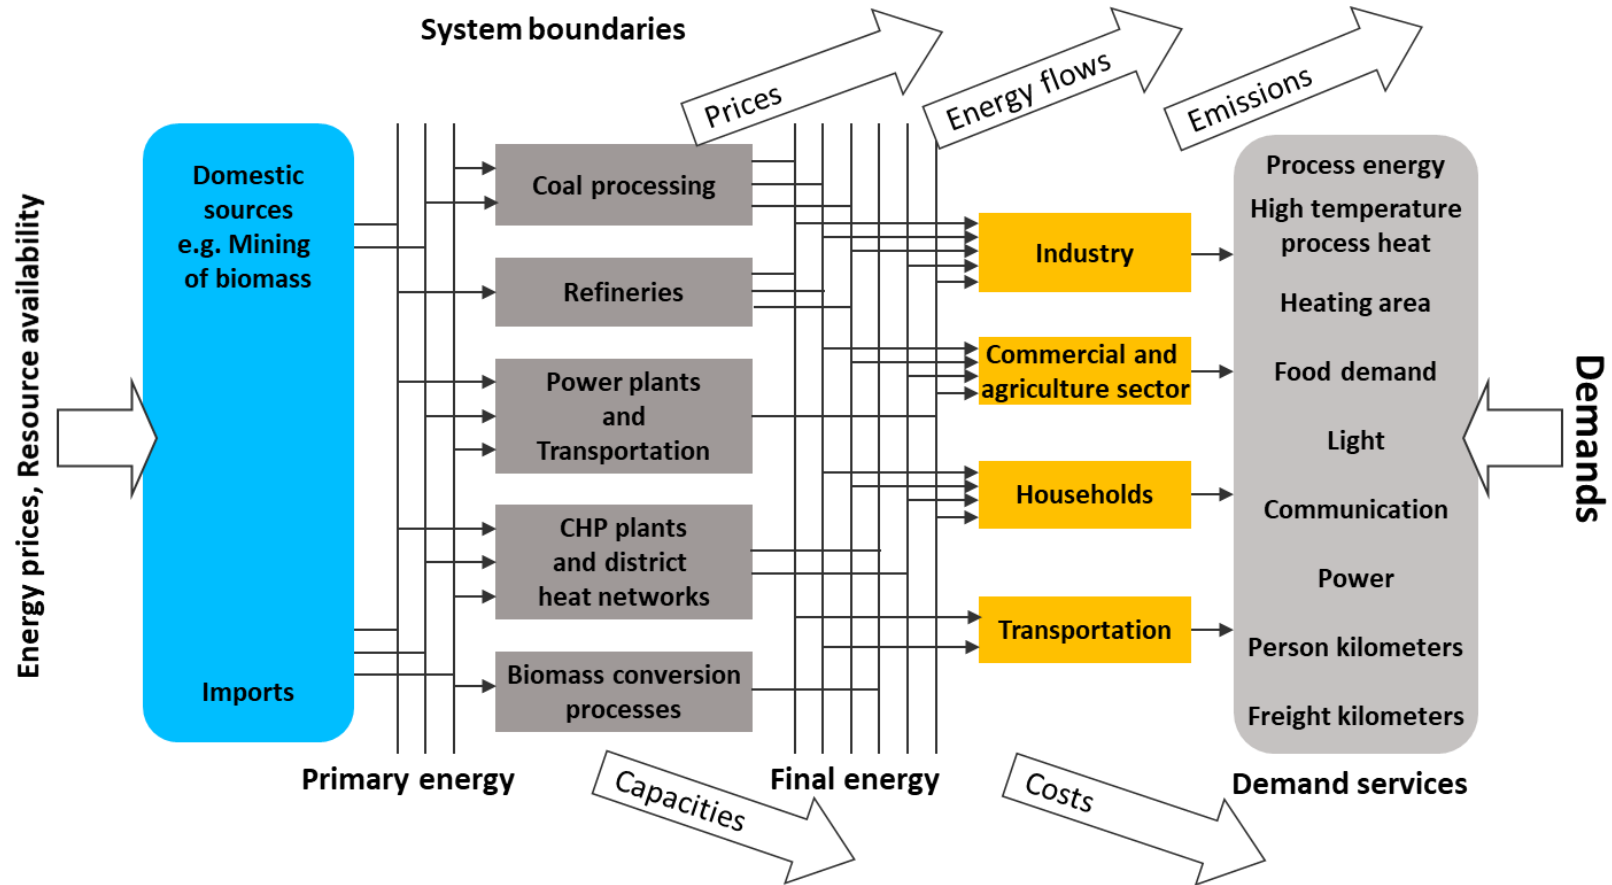 System boundaries
Prices
Energy flows
Emissions
Energy prices, Resource availability
Domestic
sources
e.g. Mining
of biomass
Imports
Primary energy
Coal processing
Refineries
Power plants
and
Transportation
CHP plants
and district
heat networks
Biomass conversion
processes
Capacities
Final energy
Industry
Commercial and
agriculture sector
Households
Transportation
Costs
Process energy
High temperature
process heat
Heating area
Food demand
Light
Communication
Power
Person kilometers
Freight kilometers
Demand services
Demands